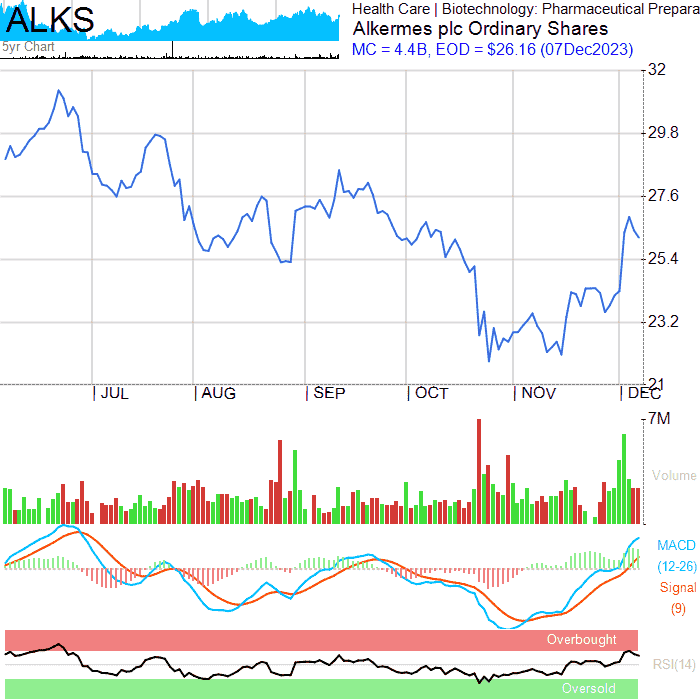 ALKS
5yr Chart
Health Care | Biotechnology: Pharmaceutical Prepara
Alkermes plc Ordinary Shares
MC = 4.4B, EOD = $26.16 (07Dec2023)
32
29.8
27.6
25.4
23.2
21
JUL AUG SEP OCT NOV DEC
7M
Volume
MACD
(12-26)
Signal
(9)
Overbought
RSI(14)
Oversold